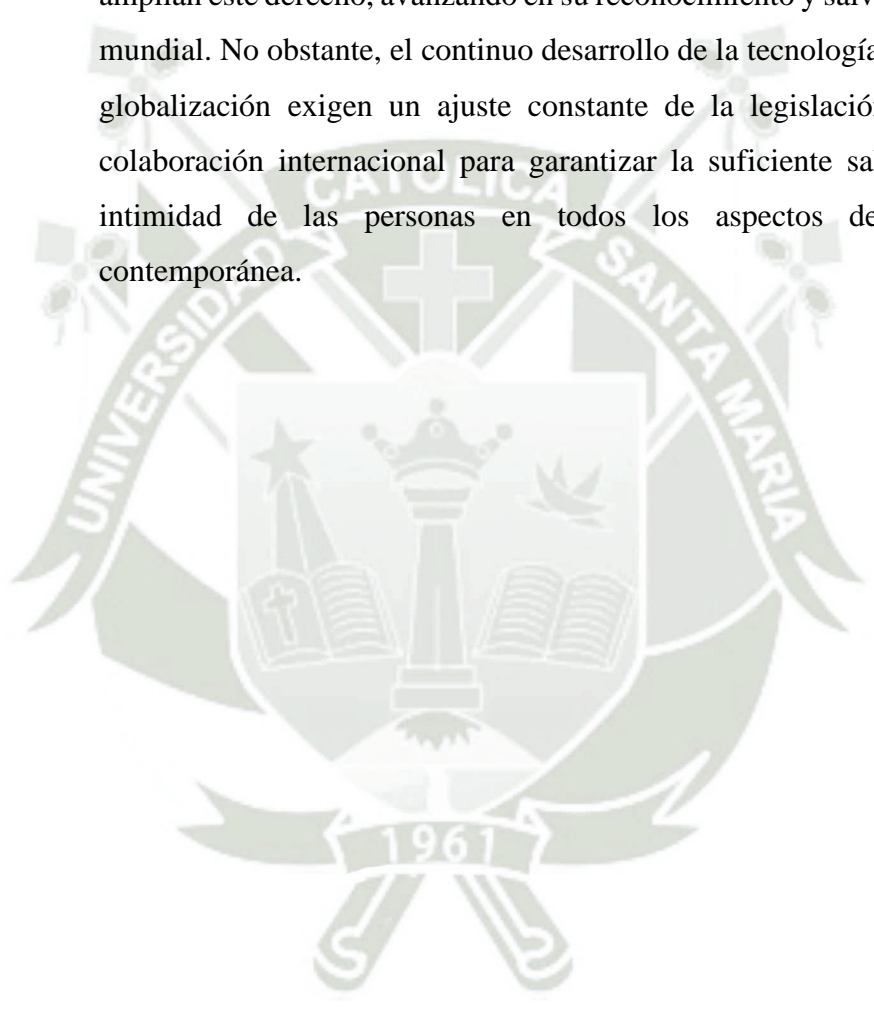 amplían este derecho, avanzando en su reconocimiento y
mundial. No obstante, el continuo desarrollo de la tecnología
globalización exigen un ajuste constante de la legislación
colaboración internacional para garantizar la suficiente
intimidad de las personas en todos los aspectos
contemporánea.
UNIVERSIDAD CATOLICA SANTA MARIA
1961